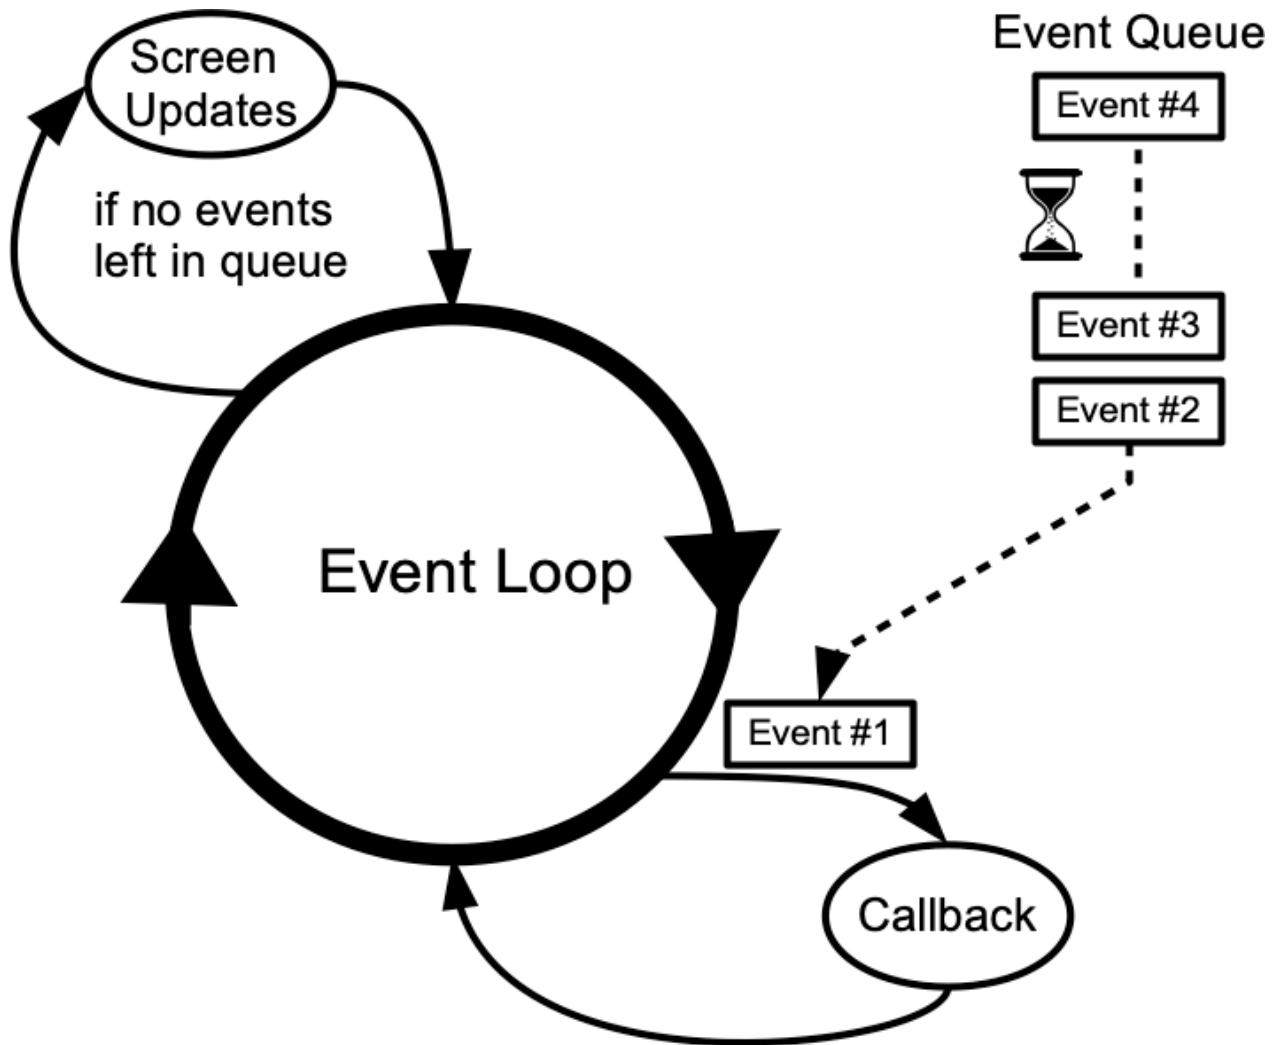 Screen
Updates
if no events
left in queue
Event Queue
Event #4
Event #3
Event #2
Event Loop
Event #1
Callback